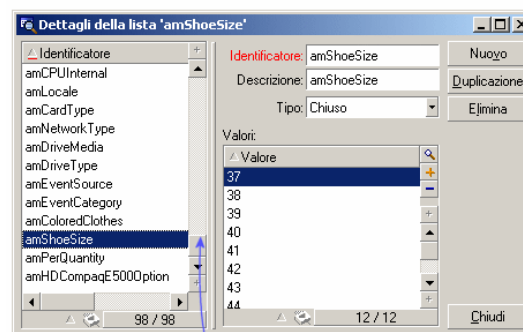 Dettagli della lista 'amShoeSize'
Identificatore
amCPUInternal
amLocale
amCardType
amNetworkType
amDriveMedia
amDriveType
amEventSource
amEventCategory
amColoredClothes
amShoeSize
amPerQuantity
amHDCompaqE500Option
98 / 98
Identificatore: amShoeSize
Descrizione: amShoeSize
Tipo: Chiuso
Valori:
Valore
37
38
39
40
41
42
43
44
12 / 12
Nuovo
Duplicazione
Elimina
Chiudi